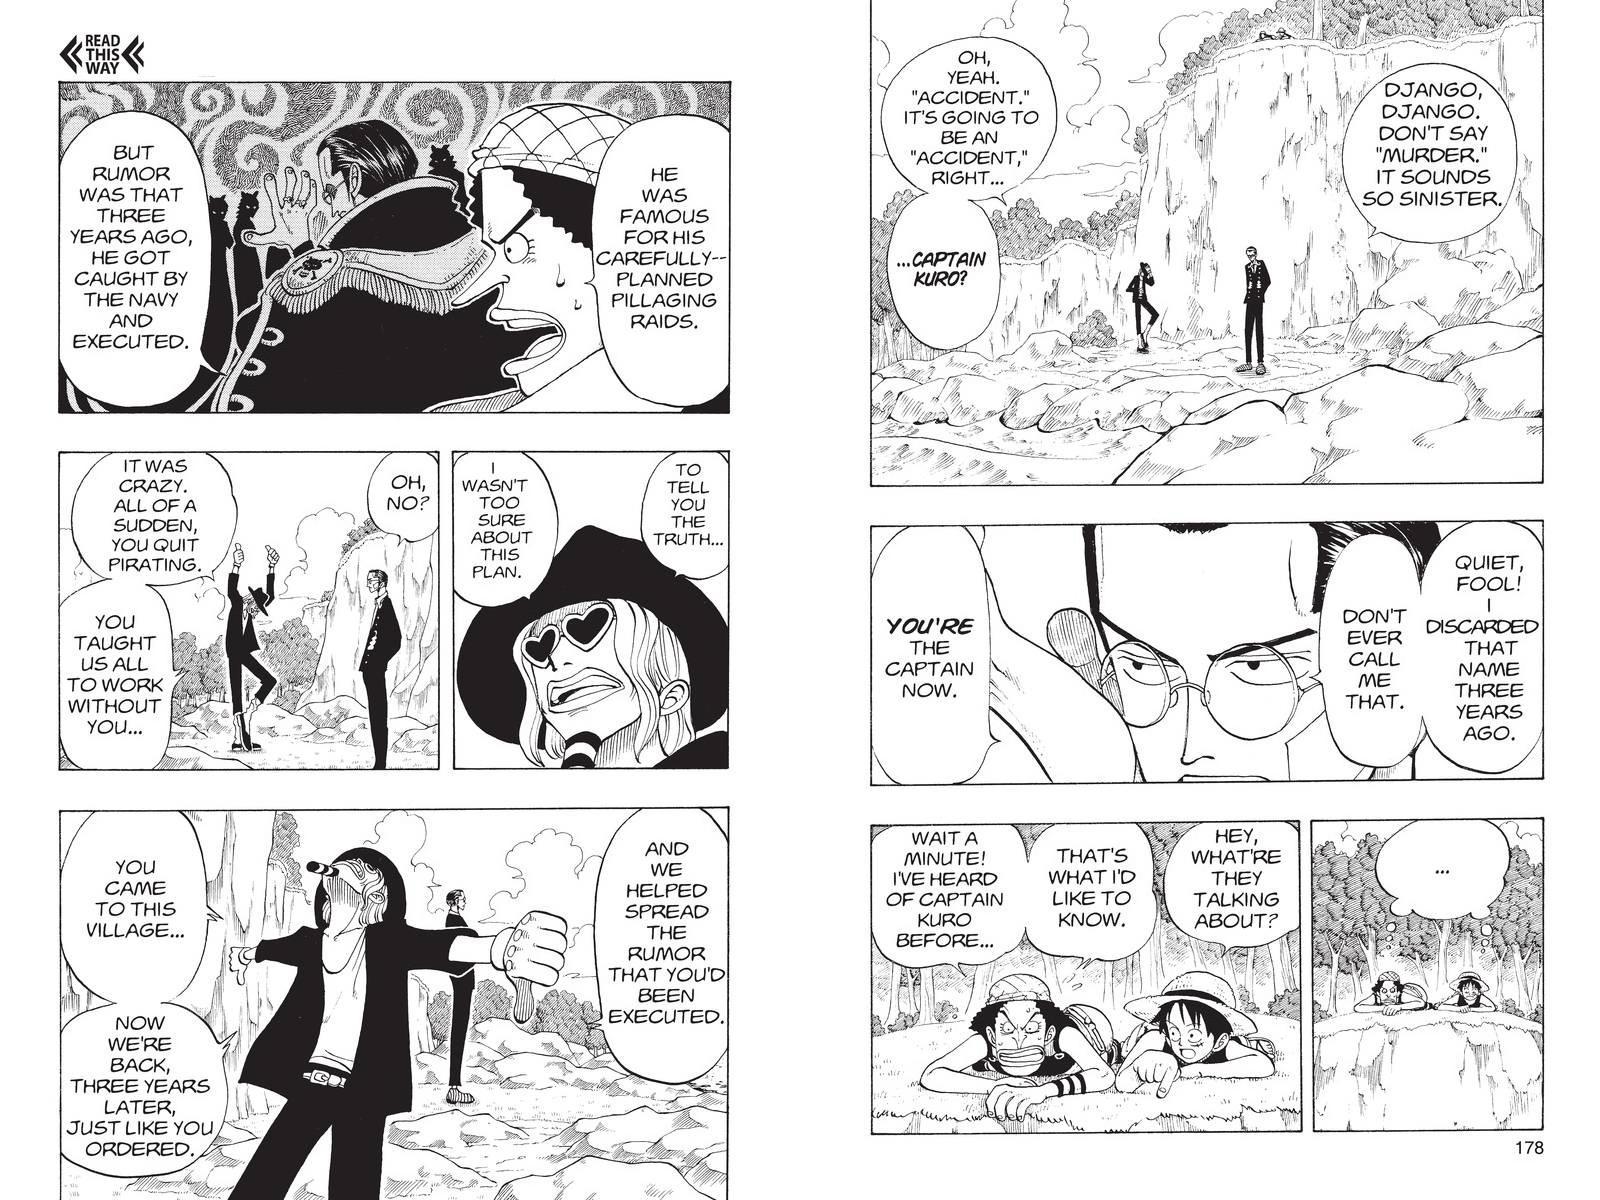 DJANGO,
DJANGO.
DON'T SAY
"MURDER."
IT SOUNDS
SO SINISTER.
OH,
YEAH.
"ACCIDENT."
IT'S GOING TO
BE AN
"ACCIDENT,"
RIGHT...
...CAPTAIN
KURO?
QUIET,
FOOL!
I
DISCARDED
THAT
NAME
THREE
YEARS
AGO.
DON'T
EVER
CALL
ME
THAT.
YOU'RE
THE
CAPTAIN
NOW.
...
HEY,
WHAT'RE
THEY
TALKING
ABOUT?
THAT'S
WHAT I'D
LIKE TO
KNOW.
WAIT A
MINUTE!
I'VE HEARD
OF CAPTAIN
KURO
BEFORE...
178
READ
THIS
WAY
HE
WAS
FAMOUS
FOR HIS
CAREFULLY--
PLANNED
PILLAGING
RAIDS.
BUT
RUMOR
WAS THAT
THREE
YEARS AGO,
HE GOT
CAUGHT BY
THE NAVY
AND
EXECUTED.
TO
TELL
YOU
THE
TRUTH...
I
WASN'T
TOO
SURE
ABOUT
THIS
PLAN.
OH,
NO?
IT WAS
CRAZY.
ALL OF A
SUDDEN,
YOU QUIT
PIRATING.
YOU
TAUGHT
US ALL
TO WORK
WITHOUT
YOU...
AND
WE
HELPED
SPREAD
THE
RUMOR
THAT YOU'D
BEEN
EXECUTED.
YOU
CAME
TO THIS
VILLAGE...
NOW
WE'RE
BACK,
THREE YEARS
LATER,
JUST LIKE YOU
ORDERED.